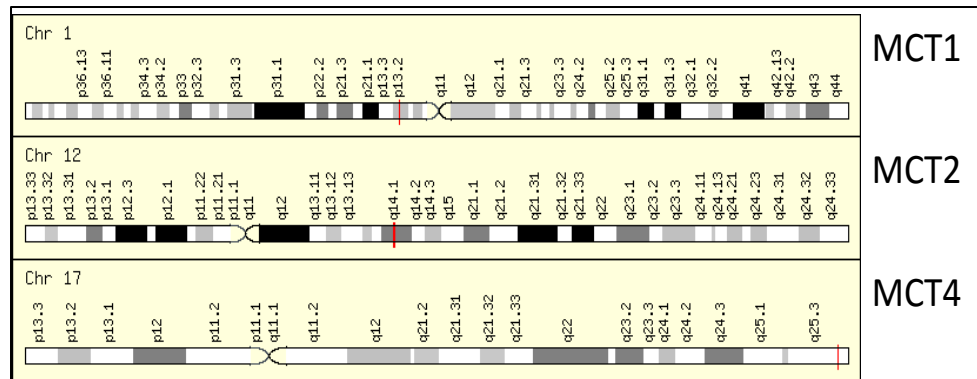 Chr 1
MCT1
p36.13 p36.11 p34.3 p34.2 p33 p32.3 p31.3 p31.1 p22.2 p21.3 p21.1 p13.3 p13.2 q11 q12 q21.1 q21.3 q23.3 q24.2 q25.2 q25.3 q31.1 q31.3 q32.1 q32.2 q41 q42.13 q42.2 q43 q44
Chr 12
MCT2
p13.33 p13.32 p13.31 p13.2 p13.1 p12.3 p12.1 p11.22 p11.21 p11.1 q11 q12 q13.11 q13.12 q13.13 q14.1 q14.2 q14.3 q15 q21.1 q21.2 q21.31 q21.32 q21.33 q22 q23.1 q23.2 q23.3 q24.11 q24.13 q24.21 q24.23 q24.31 q24.32 q24.33
Chr 17
MCT4
p13.3 p13.2 p13.1 p12 p11.2 p11.1 q11.1 q11.2 q12 q21.2 q21.31 q21.32 q21.33 q22 q23.2 q23.3 q24.1 q24.2 q24.3 q25.1 q25.3